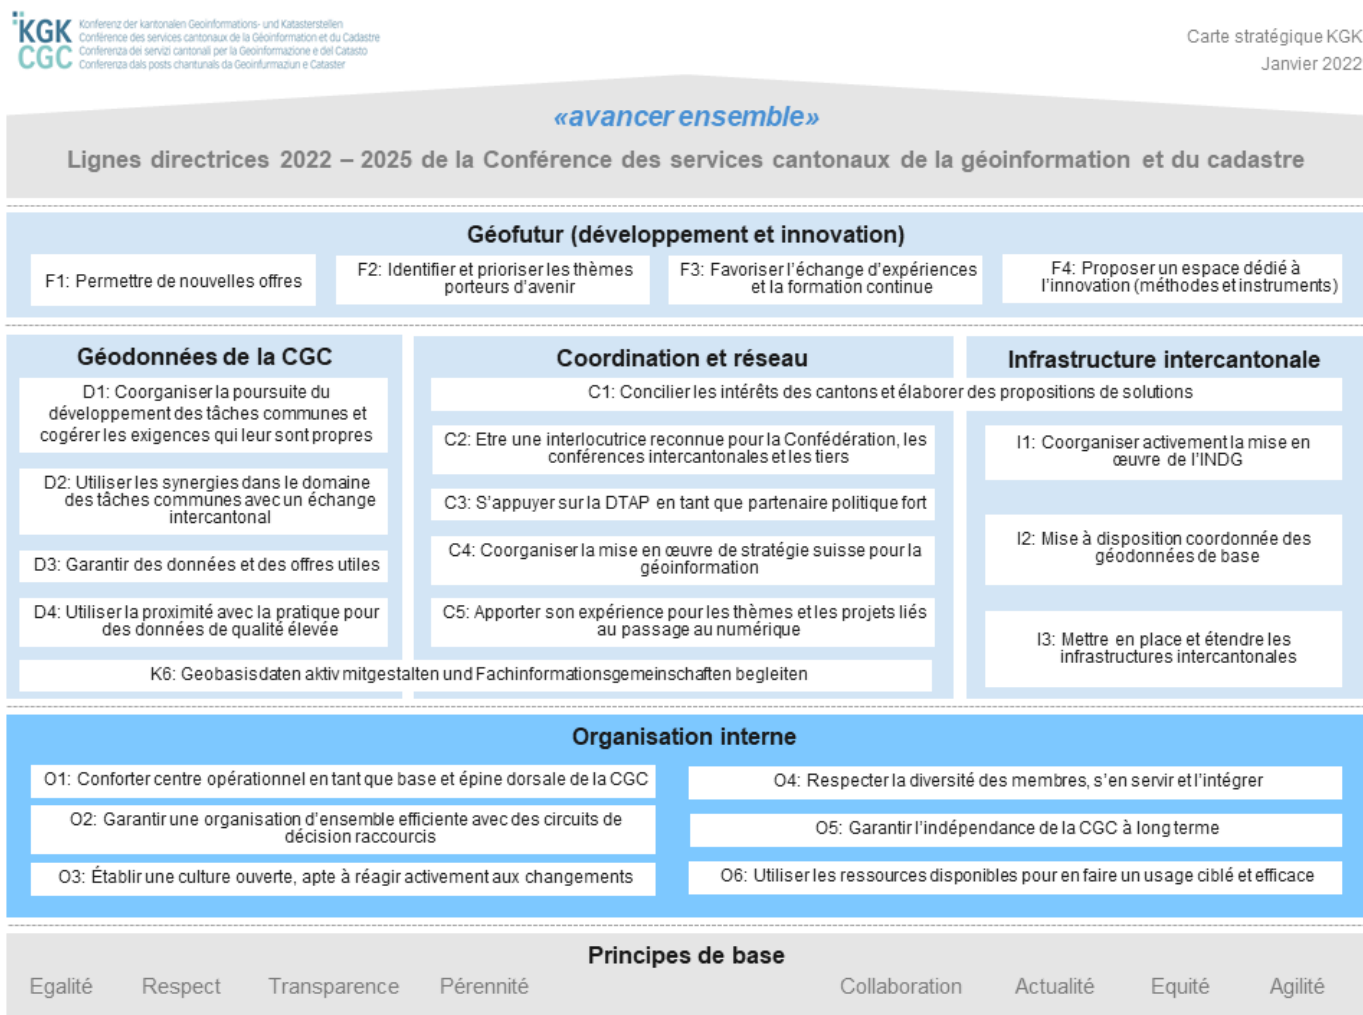 KGK
CGC
Konferenz der kantonalen Geoinformations- und Katasterstellen
Conférence des services cantonaux de la Géoinformation et du Cadastre
Conferenza dei servizi cantonali per la Geoinformazione e del Catasto
Conferenza dals posts chantunals da Geoinfurmaziun e Cataster
Carte stratégique KGK
Janvier 2022
«avancer ensemble»
Lignes directrices 2022 – 2025 de la Conférence des services cantonaux de la géoinformation et du cadastre
Géofutur (développement et innovation)
F1: Permettre de nouvelles offres
F2: Identifier et prioriser les thèmes
porteurs d'avenir
F3: Favoriser l'échange d'expériences
et la formation continue
F4: Proposer un espace dédié à
l'innovation (méthodes et instruments)
Géodonnées de la CGC
D1: Coorganiser la poursuite du
développement des tâches communes et
cogérer les exigences qui leur sont propres
D2: Utiliser les synergies dans le domaine
des tâches communes avec un échange
intercantonal
D3: Garantir des données et des offres utiles
D4: Utiliser la proximité avec la pratique pour
des données de qualité élevée
Coordination et réseau
C1: Concilier les intérêts des cantons et élaborer des propositions de solutions
C2: Etre une interlocutrice reconnue pour la Confédération, les
conférences intercantonales et les tiers
C3: S'appuyer sur la DTAP en tant que partenaire politique fort
C4: Coorganiser la mise en œuvre de stratégie suisse pour la
géoinformation
C5: Apporter son expérience pour les thèmes et les projets liés
au passage au numérique
K6: Geobasisdaten aktiv mitgestalten und Fachinformationsgemeinschaften begleiten
Infrastructure intercantonale
I1: Coorganiser activement la mise en
œuvre de l'INDG
I2: Mise à disposition coordonnée des
géodonnées de base
I3: Mettre en place et étendre les
infrastructures intercantonales
Organisation interne
O1: Conforter centre opérationnel en tant que base et épine dorsale de la CGC
O2: Garantir une organisation d'ensemble efficiente avec des circuits de
décision raccourcis
O3: Établir une culture ouverte, apte à réagir activement aux changements
O4: Respecter la diversité des membres, s'en servir et l'intégrer
O5: Garantir l'indépendance de la CGC à long terme
O6: Utiliser les ressources disponibles pour en faire un usage ciblé et efficace
Principes de base
Egalité Respect Transparence Pérennité Collaboration Actualité Equité Agilité